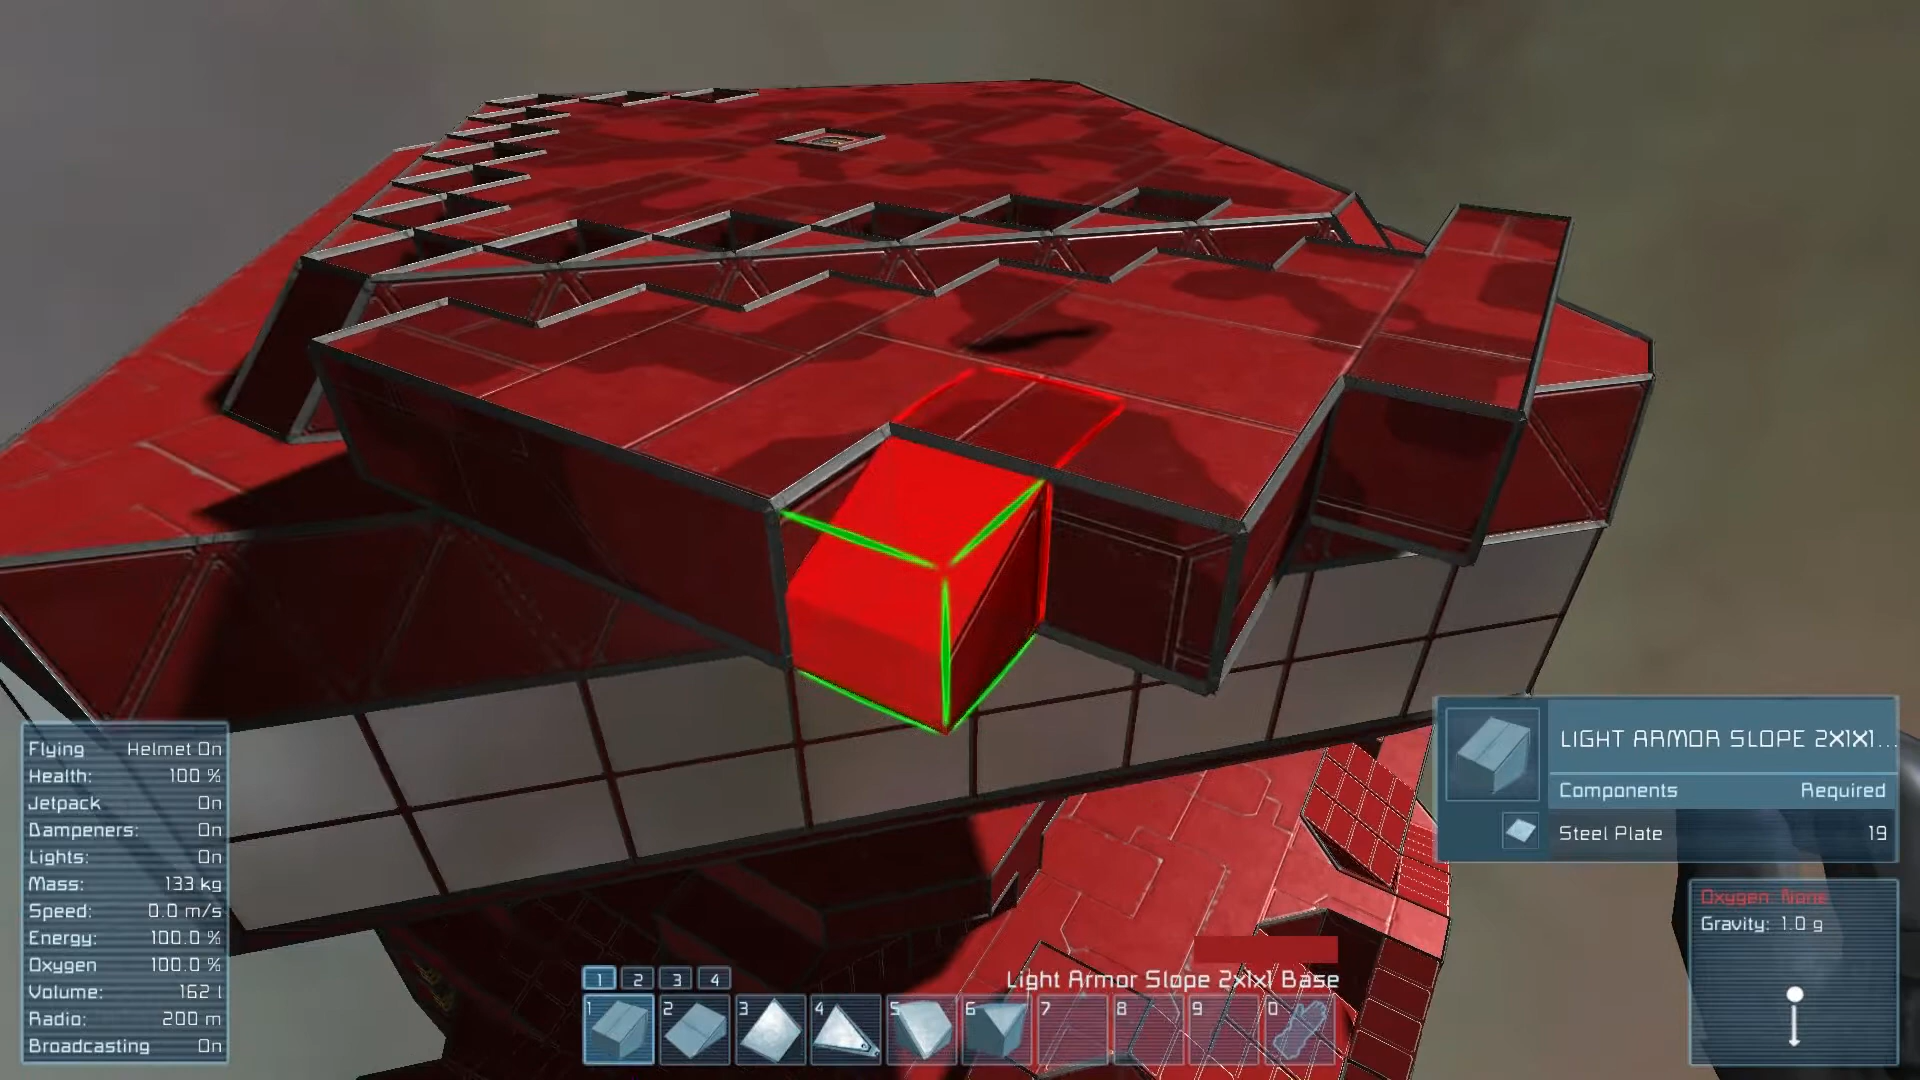 Flying Helmet On
Health: 100 %
Jetpack On
Dampeners: On
Lights: On
Mass: 133 kg
Speed: 0.0 m/s
Energy: 100.0 %
Oxygen 100.0 %
Volume: 162 l
Radio: 200 m
Broadcasting On
1 2 3 4
Light Armor Slope 2x1x1 Base
1 2 3 4 5 6 7 8 9 0
LIGHT ARMOR SLOPE 2X1X1...
Components Required
Steel Plate 19
Oxygen: None
Gravity: 1.0 g